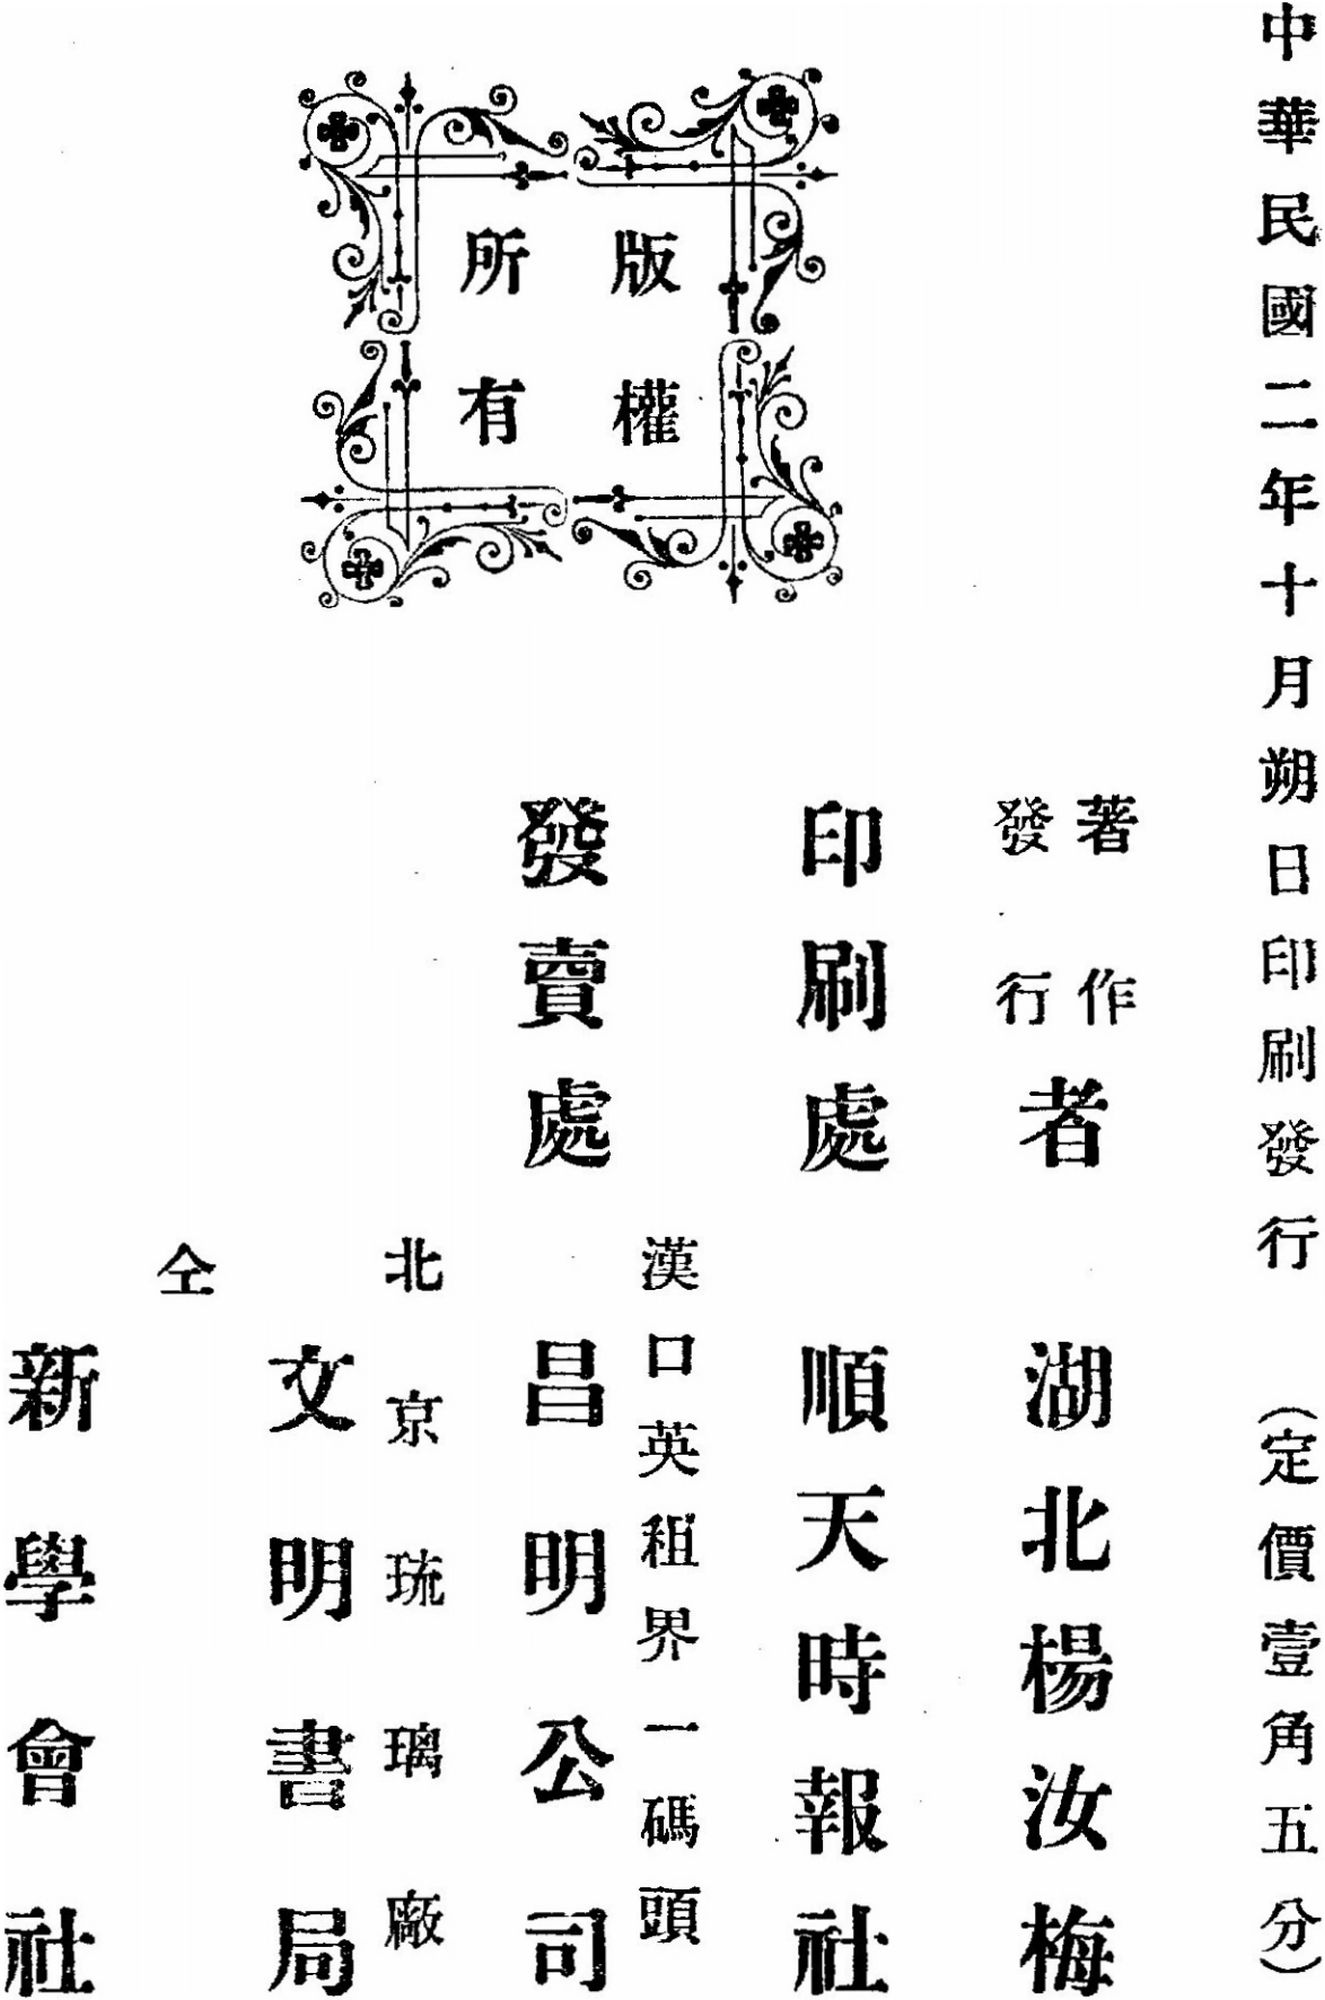 中華民國二年十月朔日印刷發行（定價壹角五分）
著作
發行
者
湖北楊汝梅
印刷處
順天時報社
發賣處
漢口英租界一碼頭
昌明公司
北京琉璃廠
文明書局
仝
新學會社
版權
所有